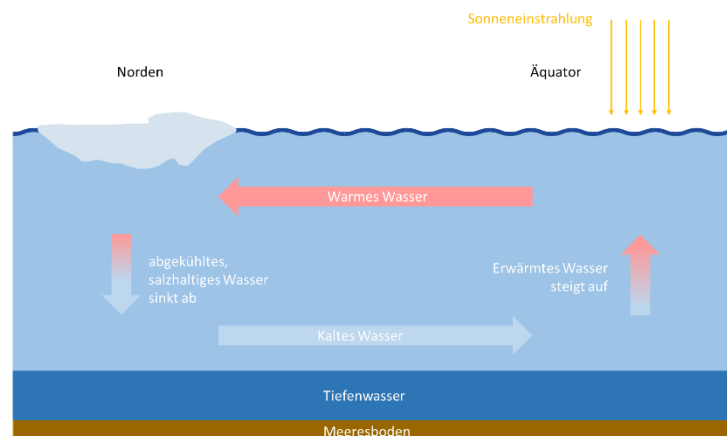 Sonneneinstrahlung
Norden
Äquator
Warmes Wasser
abgekühltes,
salzhaltiges Wasser
sinkt ab
Erwärmtes Wasser
steigt auf
Kaltes Wasser
Tiefenwasser
Meeresboden